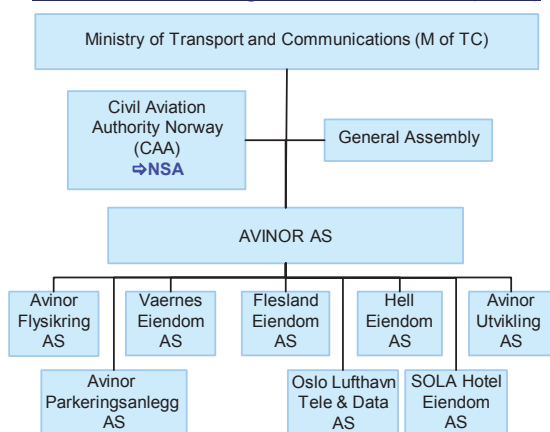 Ministry of Transport and Communications (M of TC)
Civil Aviation
Authority Norway
(CAA)
⇨NSA
General Assembly
AVINOR AS
Avinor
Flysikring
AS
Vaernes
Eiendom
AS
Flesland
Eiendom
AS
Hell
Eiendom
AS
Avinor
Utvikling
AS
Avinor
Parkeringsanlegg
AS
Oslo Lufthavn
Tele & Data
AS
SOLA Hotel
Eiendom
AS